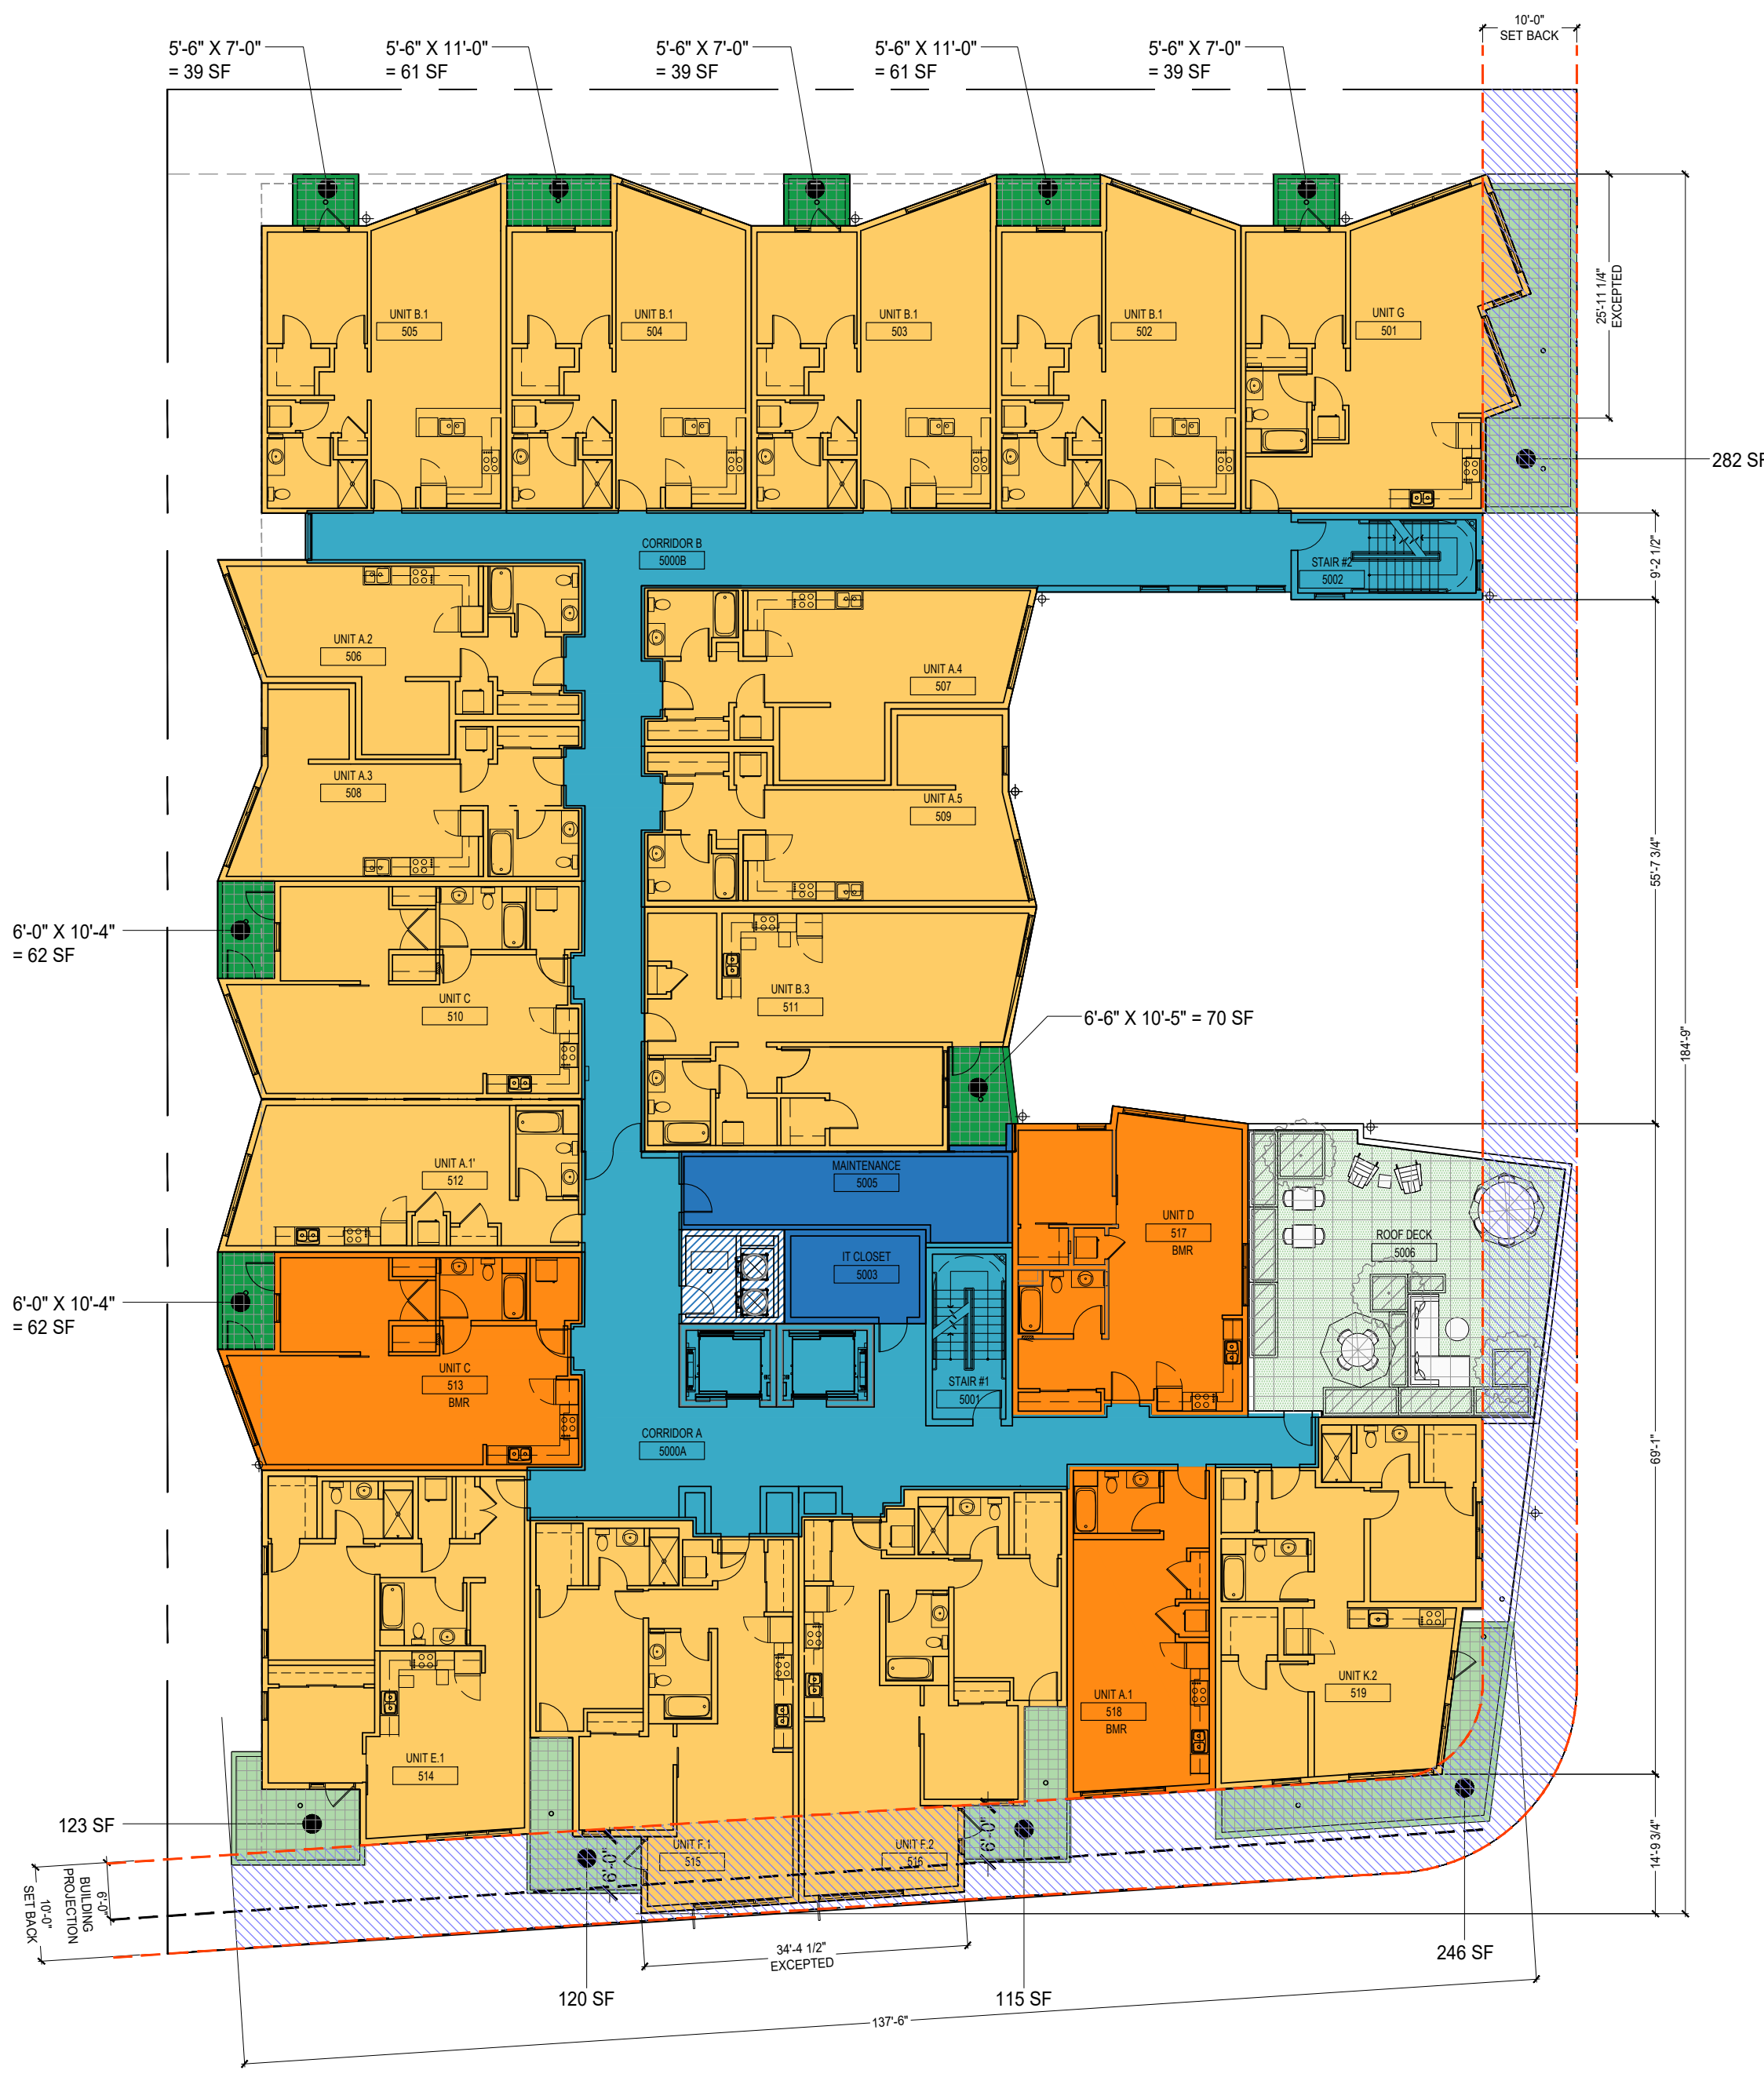 10'-0"
SET BACK
5'-6" X 7'-0"
= 39 SF
5'-6" X 11'-0"
= 61 SF
5'-6" X 7'-0"
= 39 SF
5'-6" X 11'-0"
= 61 SF
5'-6" X 7'-0"
= 39 SF
UNIT B.1
505
UNIT B.1
504
UNIT B.1
503
UNIT B.1
502
UNIT G
501
25'-11 1/4"
EXCEPTED
282 SF
CORRIDOR B
5000B
STAIR #2
5002
9'-2 1/2"
UNIT A.2
506
UNIT A.4
507
UNIT A.3
508
UNIT A.5
509
55'-7 3/4"
6'-0" X 10'-4"
= 62 SF
UNIT C
510
UNIT B.3
511
6'-6" X 10'-5" = 70 SF
184'-9"
UNIT A.1'
512
MAINTENANCE
5005
UNIT D
517
BMR
ROOF DECK
5006
IT CLOSET
5003
6'-0" X 10'-4"
= 62 SF
UNIT C
513
BMR
STAIR #1
5001
CORRIDOR A
5000A
69'-1"
UNIT E.1
514
UNIT A.1
518
BMR
UNIT K.2
519
123 SF
UNIT F.1
515
UNIT F.2
516
6'-0"
6'-0"
14'-9 3/4"
6'-0"
BUILDING
PROJECTION
10'-0"
SET BACK
34'-4 1/2"
EXCEPTED
246 SF
120 SF
115 SF
137'-6"